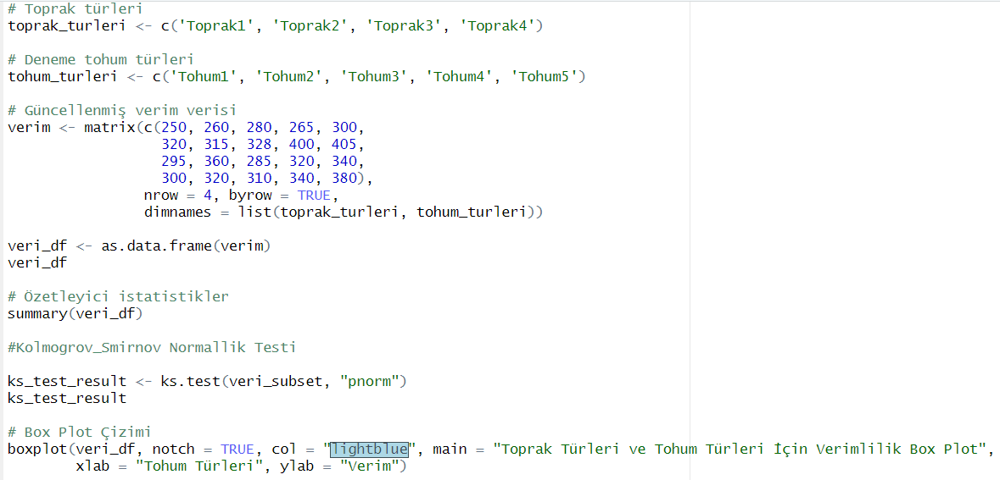 # Toprak türleri
toprak_turleri <- c('Toprak1', 'Toprak2', 'Toprak3', 'Toprak4')
# Deneme tohum türleri
tohum_turleri <- c('Tohum1', 'Tohum2', 'Tohum3', 'Tohum4', 'Tohum5')
# Güncellenmiş verim verisi
verim <- matrix(c(250, 260, 280, 265, 300,
320, 315, 328, 400, 405,
295, 360, 285, 320, 340,
300, 320, 310, 340, 380),
nrow = 4, byrow = TRUE,
dimnames = list(toprak_turleri, tohum_turleri))
veri_df <- as.data.frame(verim)
veri_df
# Özetleyici istatistikler
summary(veri_df)
#Kolmogrov_Smirnov Normallik Testi
ks_test_result <- ks.test(veri_subset, "pnorm")
ks_test_result
# Box Plot Çizimi
boxplot(veri_df, notch = TRUE, col = "lightblue", main = "Toprak Türleri ve Tohum Türleri İçin Verimlilik Box Plot",
xlab = "Tohum Türleri", ylab = "Verim")